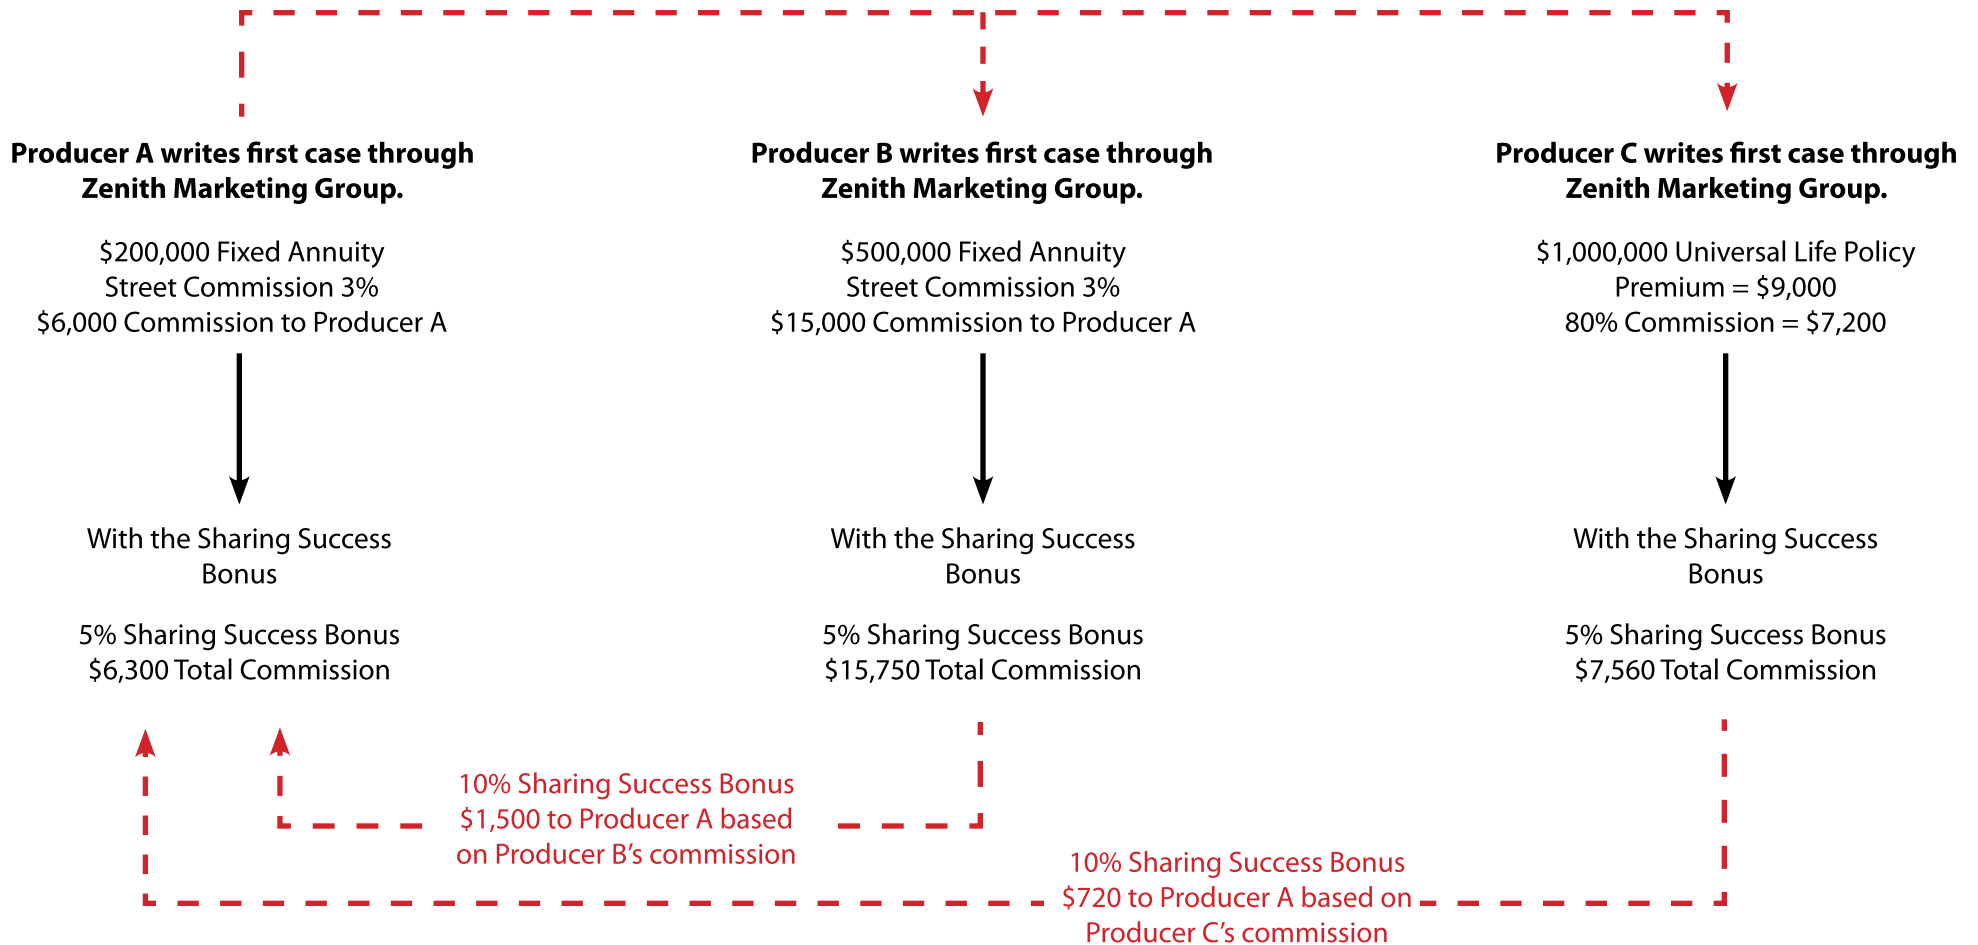 Producer A writes first case through
Zenith Marketing Group.
$200,000 Fixed Annuity
Street Commission 3%
$6,000 Commission to Producer A
With the Sharing Success
Bonus
5% Sharing Success Bonus
$6,300 Total Commission
Producer B writes first case through
Zenith Marketing Group.
$500,000 Fixed Annuity
Street Commission 3%
$15,000 Commission to Producer A
With the Sharing Success
Bonus
5% Sharing Success Bonus
$15,750 Total Commission
Producer C writes first case through
Zenith Marketing Group.
$1,000,000 Universal Life Policy
Premium = $9,000
80% Commission = $7,200
With the Sharing Success
Bonus
5% Sharing Success Bonus
$7,560 Total Commission
10% Sharing Success Bonus
$1,500 to Producer A based
on Producer B’s commission
10% Sharing Success Bonus
$720 to Producer A based on
Producer C’s commission